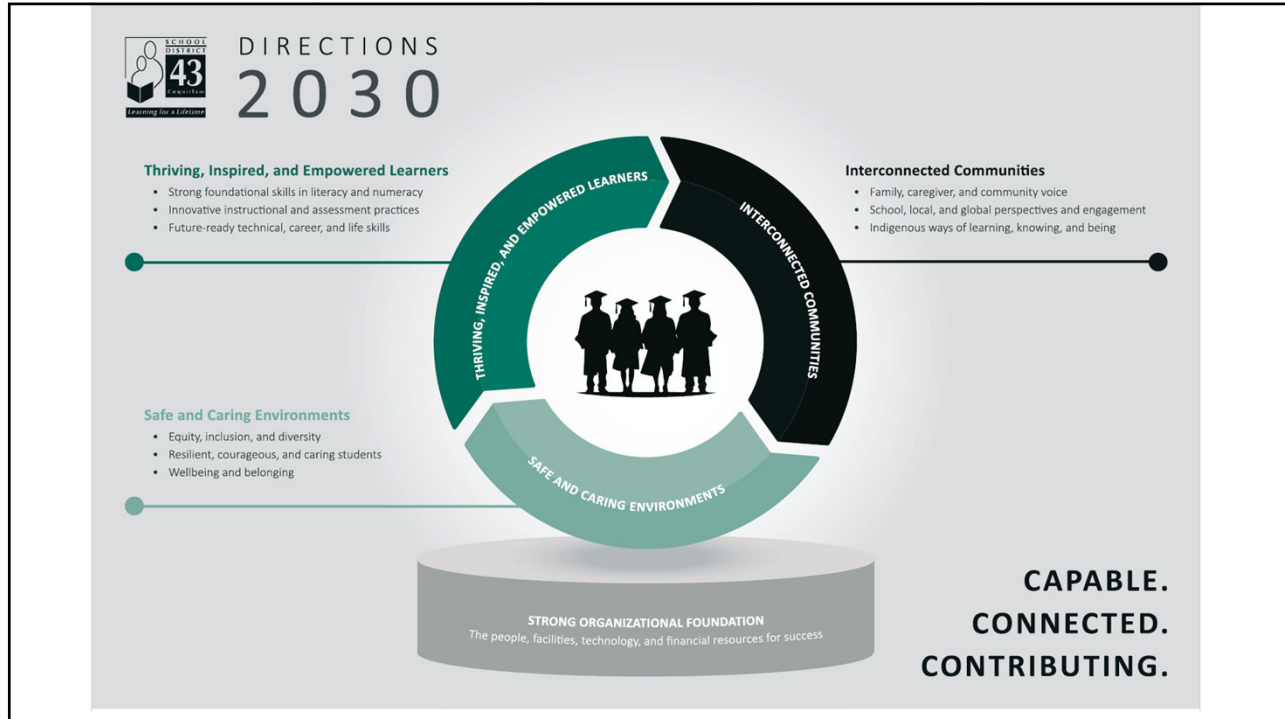 SCHOOL
DISTRICT
43
Coquitlam
Learning for a Lifetime
DIRECTIONS
2030
Thriving, Inspired, and Empowered Learners
• Strong foundational skills in literacy and numeracy
• Innovative instructional and assessment practices
• Future-ready technical, career, and life skills
Interconnected Communities
• Family, caregiver, and community voice
• School, local, and global perspectives and engagement
• Indigenous ways of learning, knowing, and being
THRIVING, INSPIRED, AND EMPOWERED LEARNERS
INTERCONNECTED COMMUNITIES
Safe and Caring Environments
• Equity, inclusion, and diversity
• Resilient, courageous, and caring students
• Wellbeing and belonging
SAFE AND CARING ENVIRONMENTS
STRONG ORGANIZATIONAL FOUNDATION
The people, facilities, technology, and financial resources for success
CAPABLE.
CONNECTED.
CONTRIBUTING.